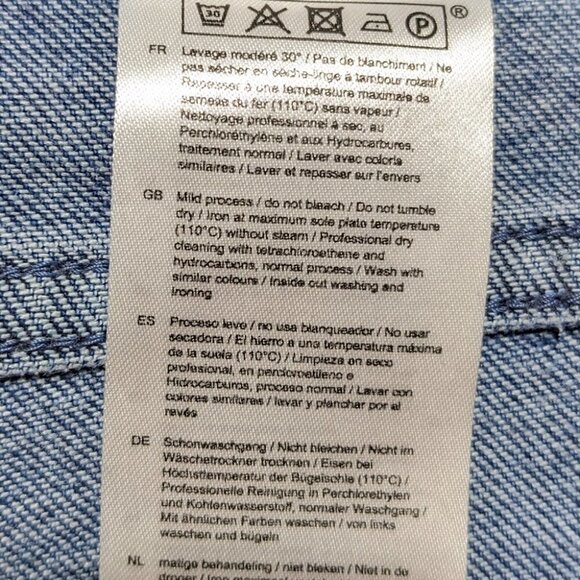 30 P ®
FR Lavage modéré 30° / Pas de blanchiment / Ne
pas sécher en sèche-linge à tambour rotatif /
Repasser à une température maximale de
semelle du fer (110°C) sans vapeur /
Nettoyage professionnel à sec, au
Perchloréthylène et aux Hydrocarbures,
traitement normal / Laver avec coloris
similaires / Laver et repasser sur l'envers
GB Mild process / do not bleach / Do not tumble
dry / Iron at maximum sole plate temperature
(110°C) without steam / Professional dry
cleaning with tetrachloroethene and
hydrocarbons, normal process / Wash with
similar colours / Inside out washing and
ironing
ES Proceso leve / no usa blanqueador / No usar
secadora / El hierro a una temperatura máxima
de la suela (110°C) / Limpieza en seco
profesional, en percloroetileno e
Hidrocarburos, proceso normal / Lavar con
colores similares / lavar y planchar por el
revés
DE Schonwaschgang / Nicht bleichen / Nicht im
Wäschetrockner trocknen / Eisen bei
Höchsttemperatur der Bügelsohle (110°C) /
Professionelle Reinigung in Perchlorethylen
und Kohlenwasserstoff, normaler Waschgang /
Mit ähnlichen Farben waschen / von links
waschen und bügeln
NL matige behandeling / niet bleken / Niet in de
droger / Iron